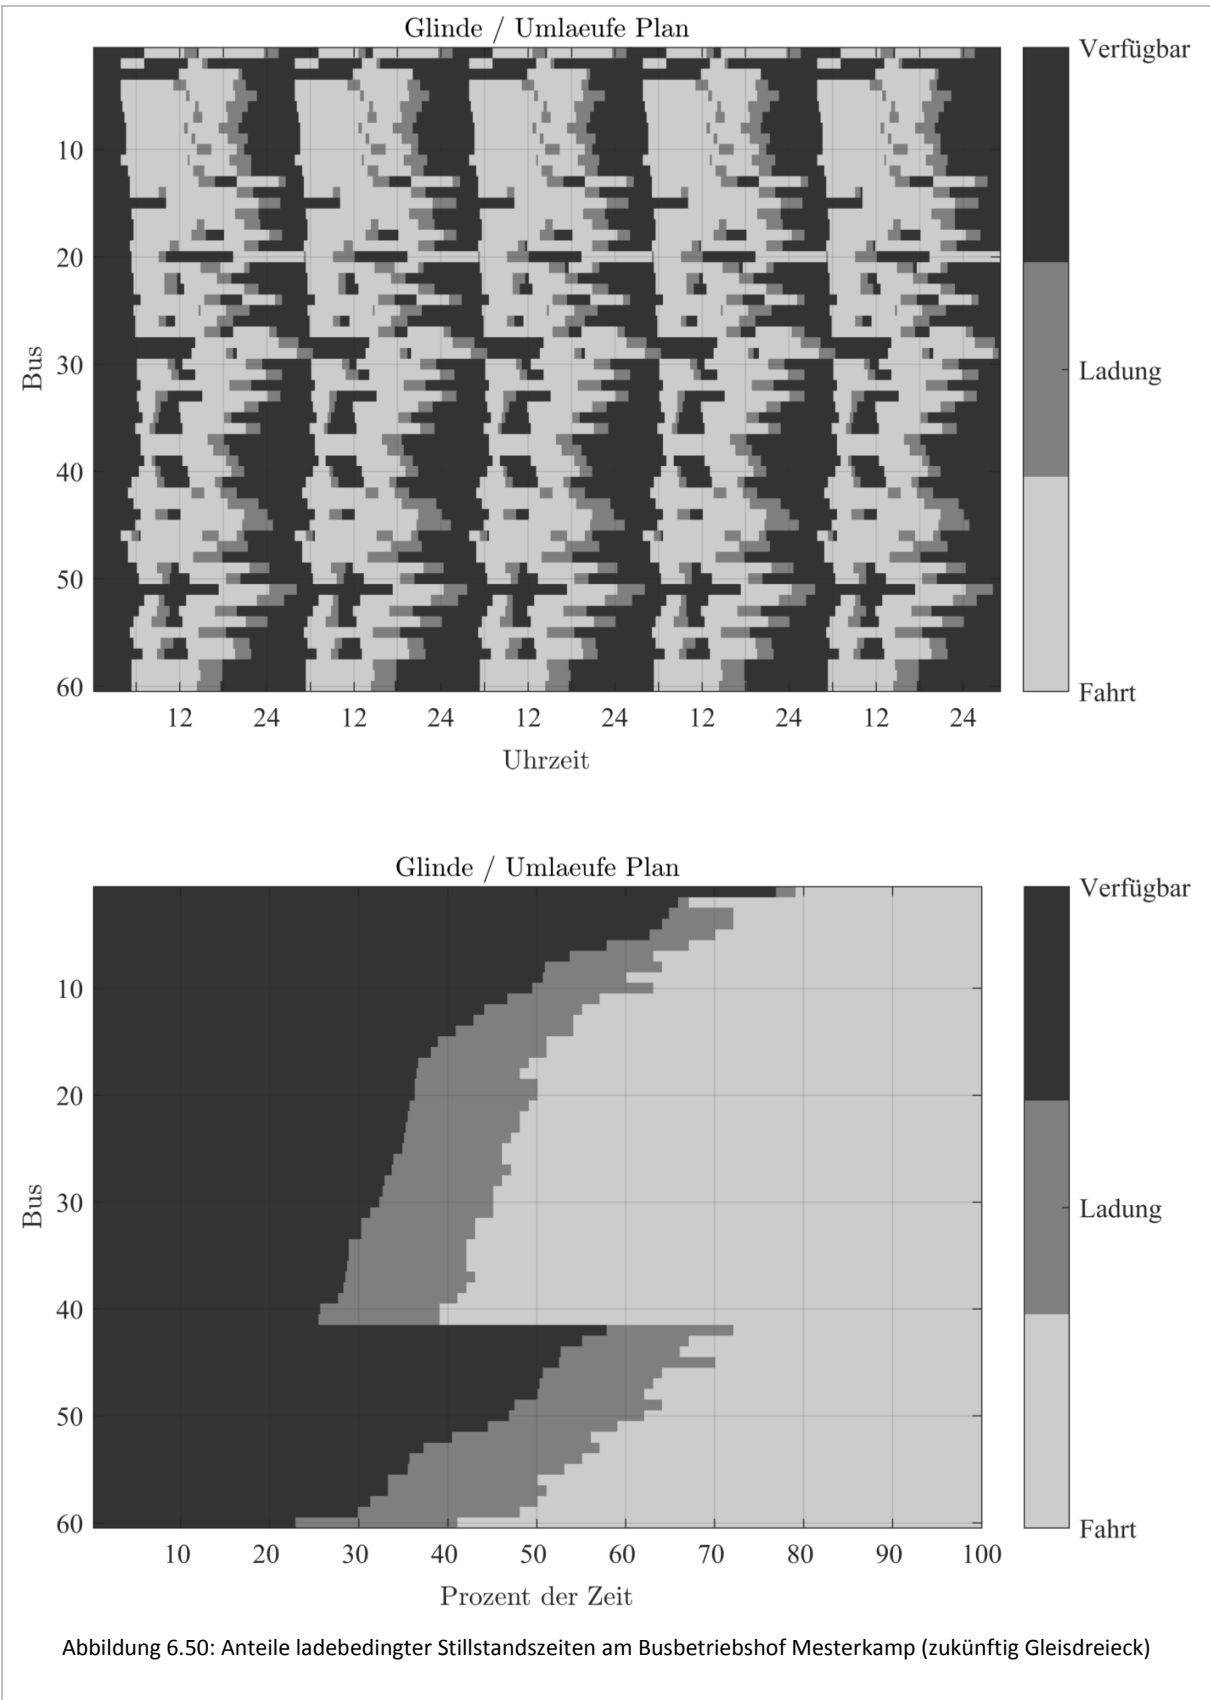 Glinde / Umlaeufe Plan
Verfügbar
10
20
30
40
50
60
Bus
Ladung
Fahrt
12 24 12 24 12 24 12 24 12 24
Uhrzeit
Glinde / Umlaeufe Plan
Verfügbar
10
20
30
40
50
60
Bus
Ladung
Fahrt
10 20 30 40 50 60 70 80 90 100
Prozent der Zeit
Abbildung 6.50: Anteile ladebedingter Stillstandszeiten am Busbetriebshof Mesterkamp (zukünftig Gleisdreieck)